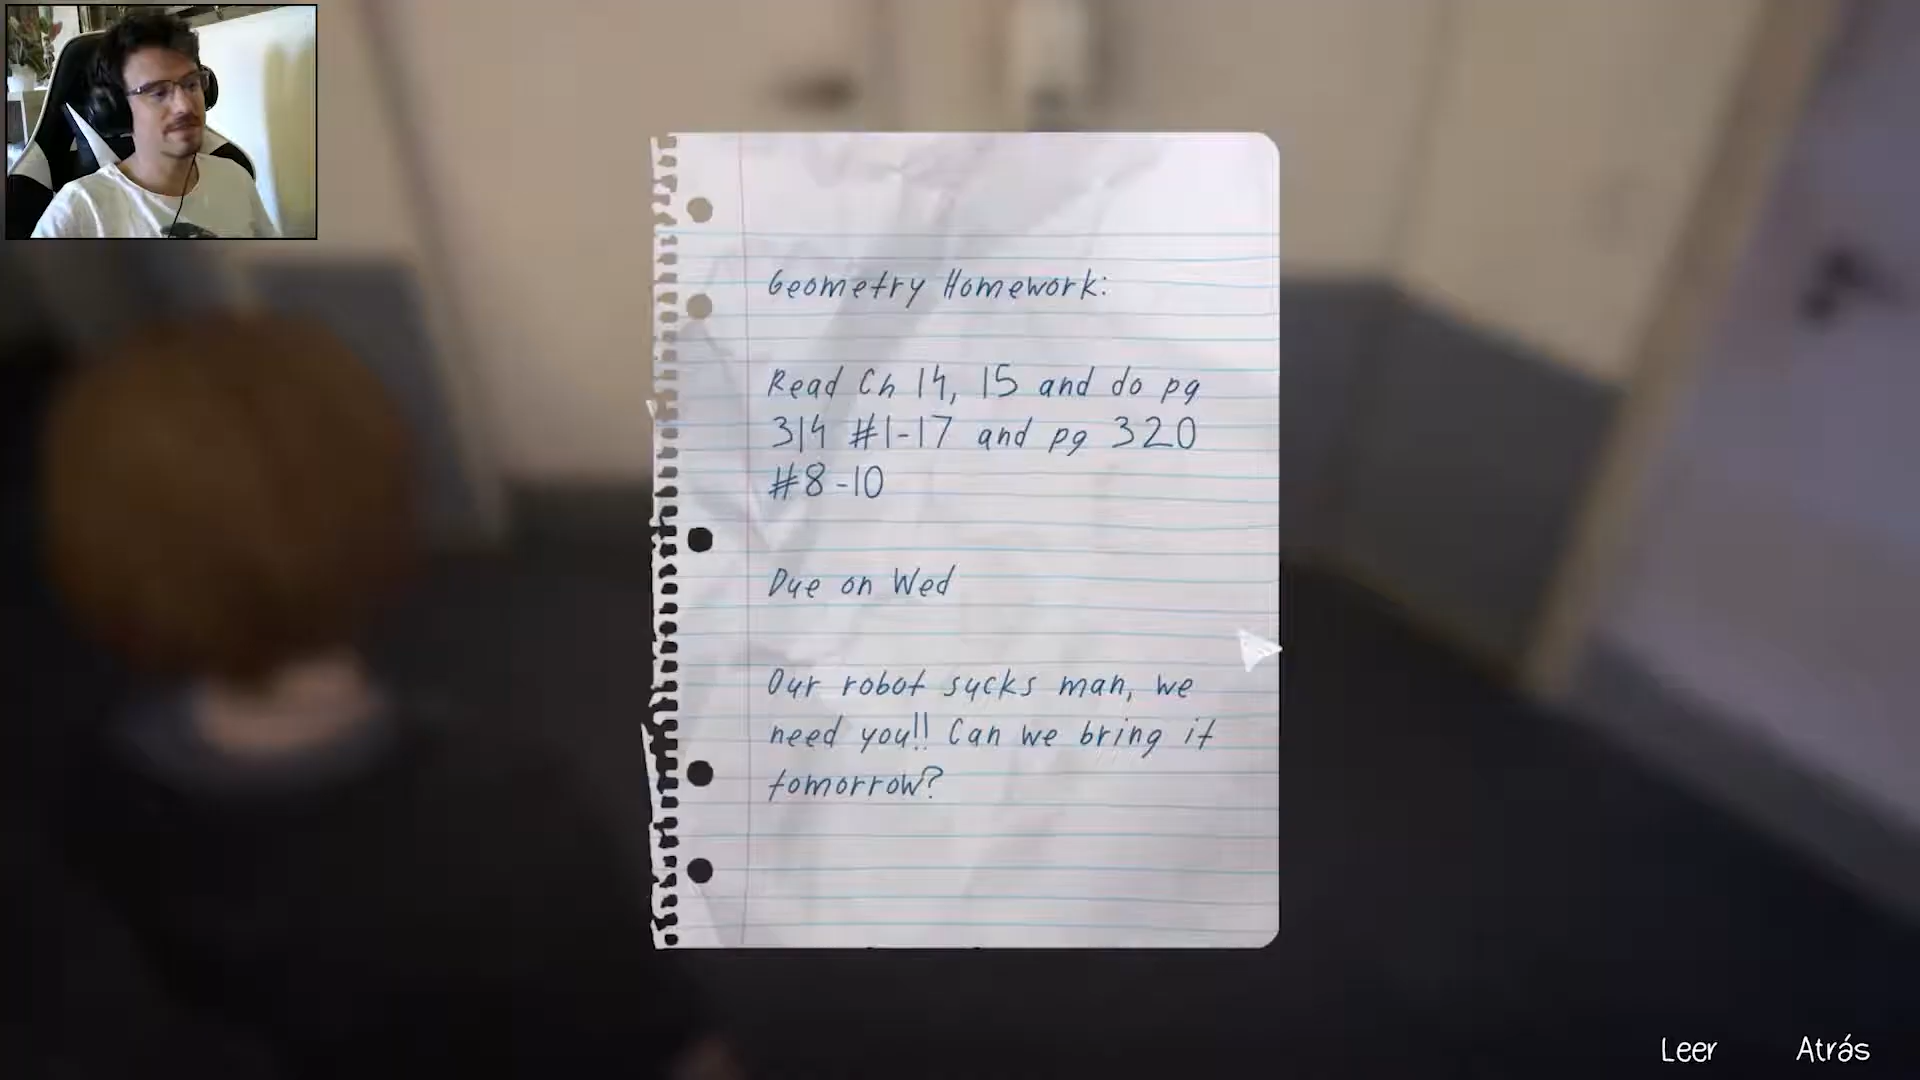 Geometry Homework:
Read Ch 14, 15 and do pg
314 #1-17 and pg 320
#8-10
Due on Wed
Our robot sucks man, we
need you!! Can we bring it
tomorrow?
Leer Atrás